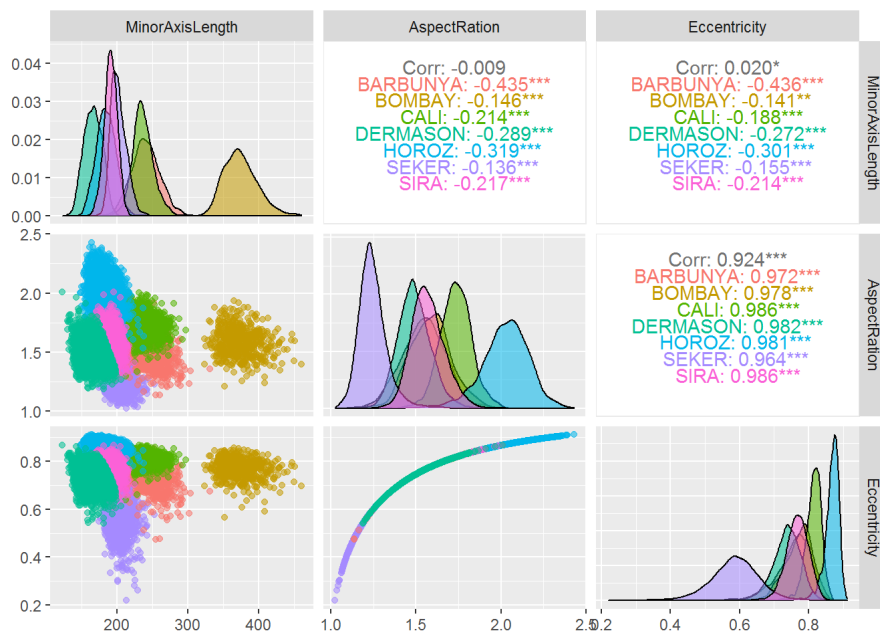 MinorAxisLength
AspectRation
Eccentricity
0.04
0.03
0.02
0.01
0.00
Corr: -0.009
BARBUNYA: -0.435***
BOMBAY: -0.146***
CALI: -0.214***
DERMASON: -0.289***
HOROZ: -0.319***
SEKER: -0.136***
SIRA: -0.217***
Corr: 0.020*
BARBUNYA: -0.436***
BOMBAY: -0.141**
CALI: -0.188***
DERMASON: -0.272***
HOROZ: -0.301***
SEKER: -0.155***
SIRA: -0.214***
MinorAxisLength
2.5
2.0
1.5
1.0
Corr: 0.924***
BARBUNYA: 0.972***
BOMBAY: 0.978***
CALI: 0.986***
DERMASON: 0.982***
HOROZ: 0.981***
SEKER: 0.964***
SIRA: 0.986***
AspectRation
0.8
0.6
0.4
0.2
Eccentricity
200
300
400
1.0
1.5
2.0
2.5
0.2
0.4
0.6
0.8